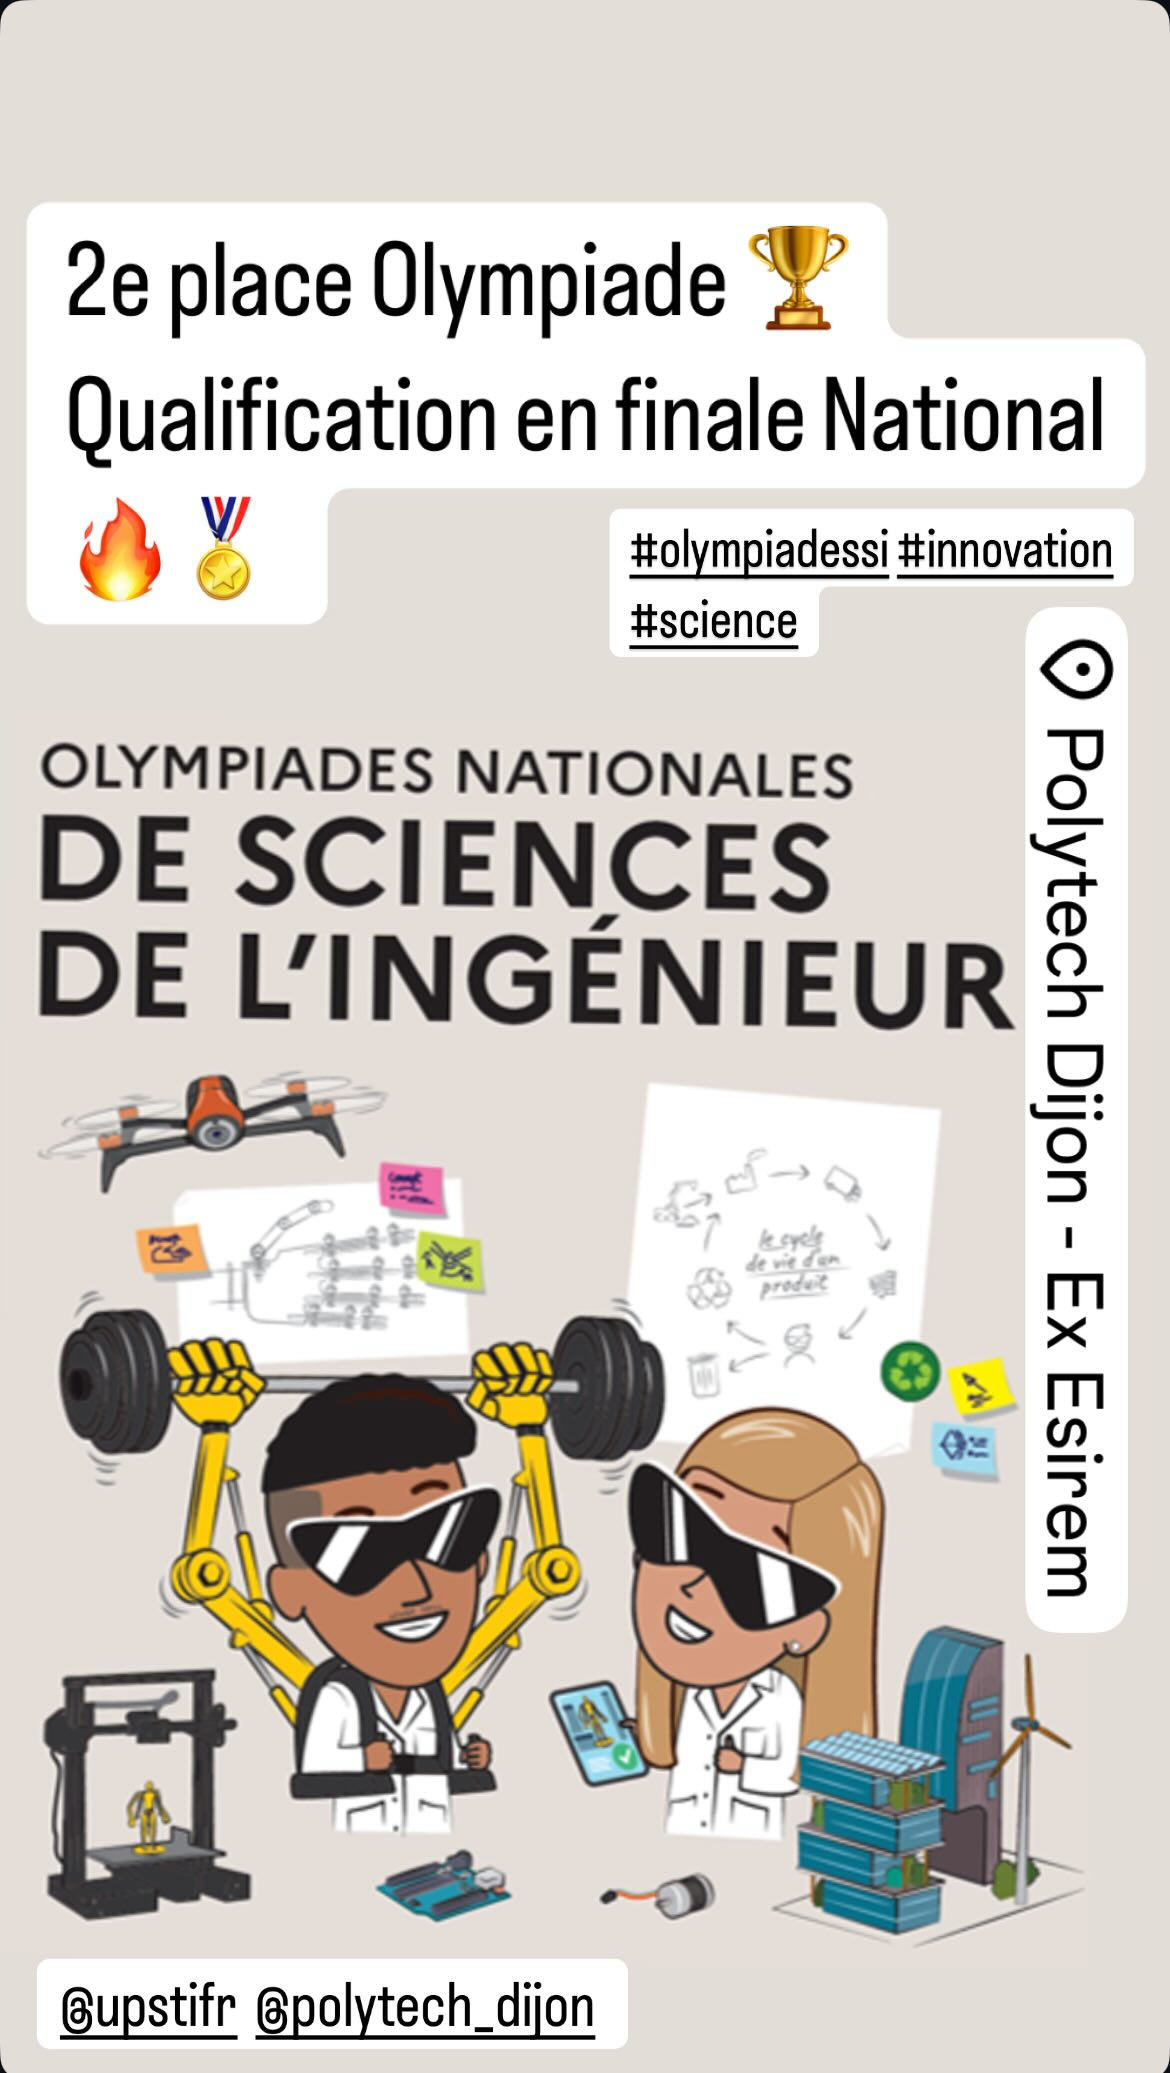 2e place Olympiade 🏆
Qualification en finale National
🔥 🏅
#olympiadessi #innovation
#science
Polytech Dijon - Ex Esirem
OLYMPIADES NATIONALES
DE SCIENCES
DE L'INGÉNIEUR
le cycle
de vie d'un
produit
@upstifr @polytech_dijon